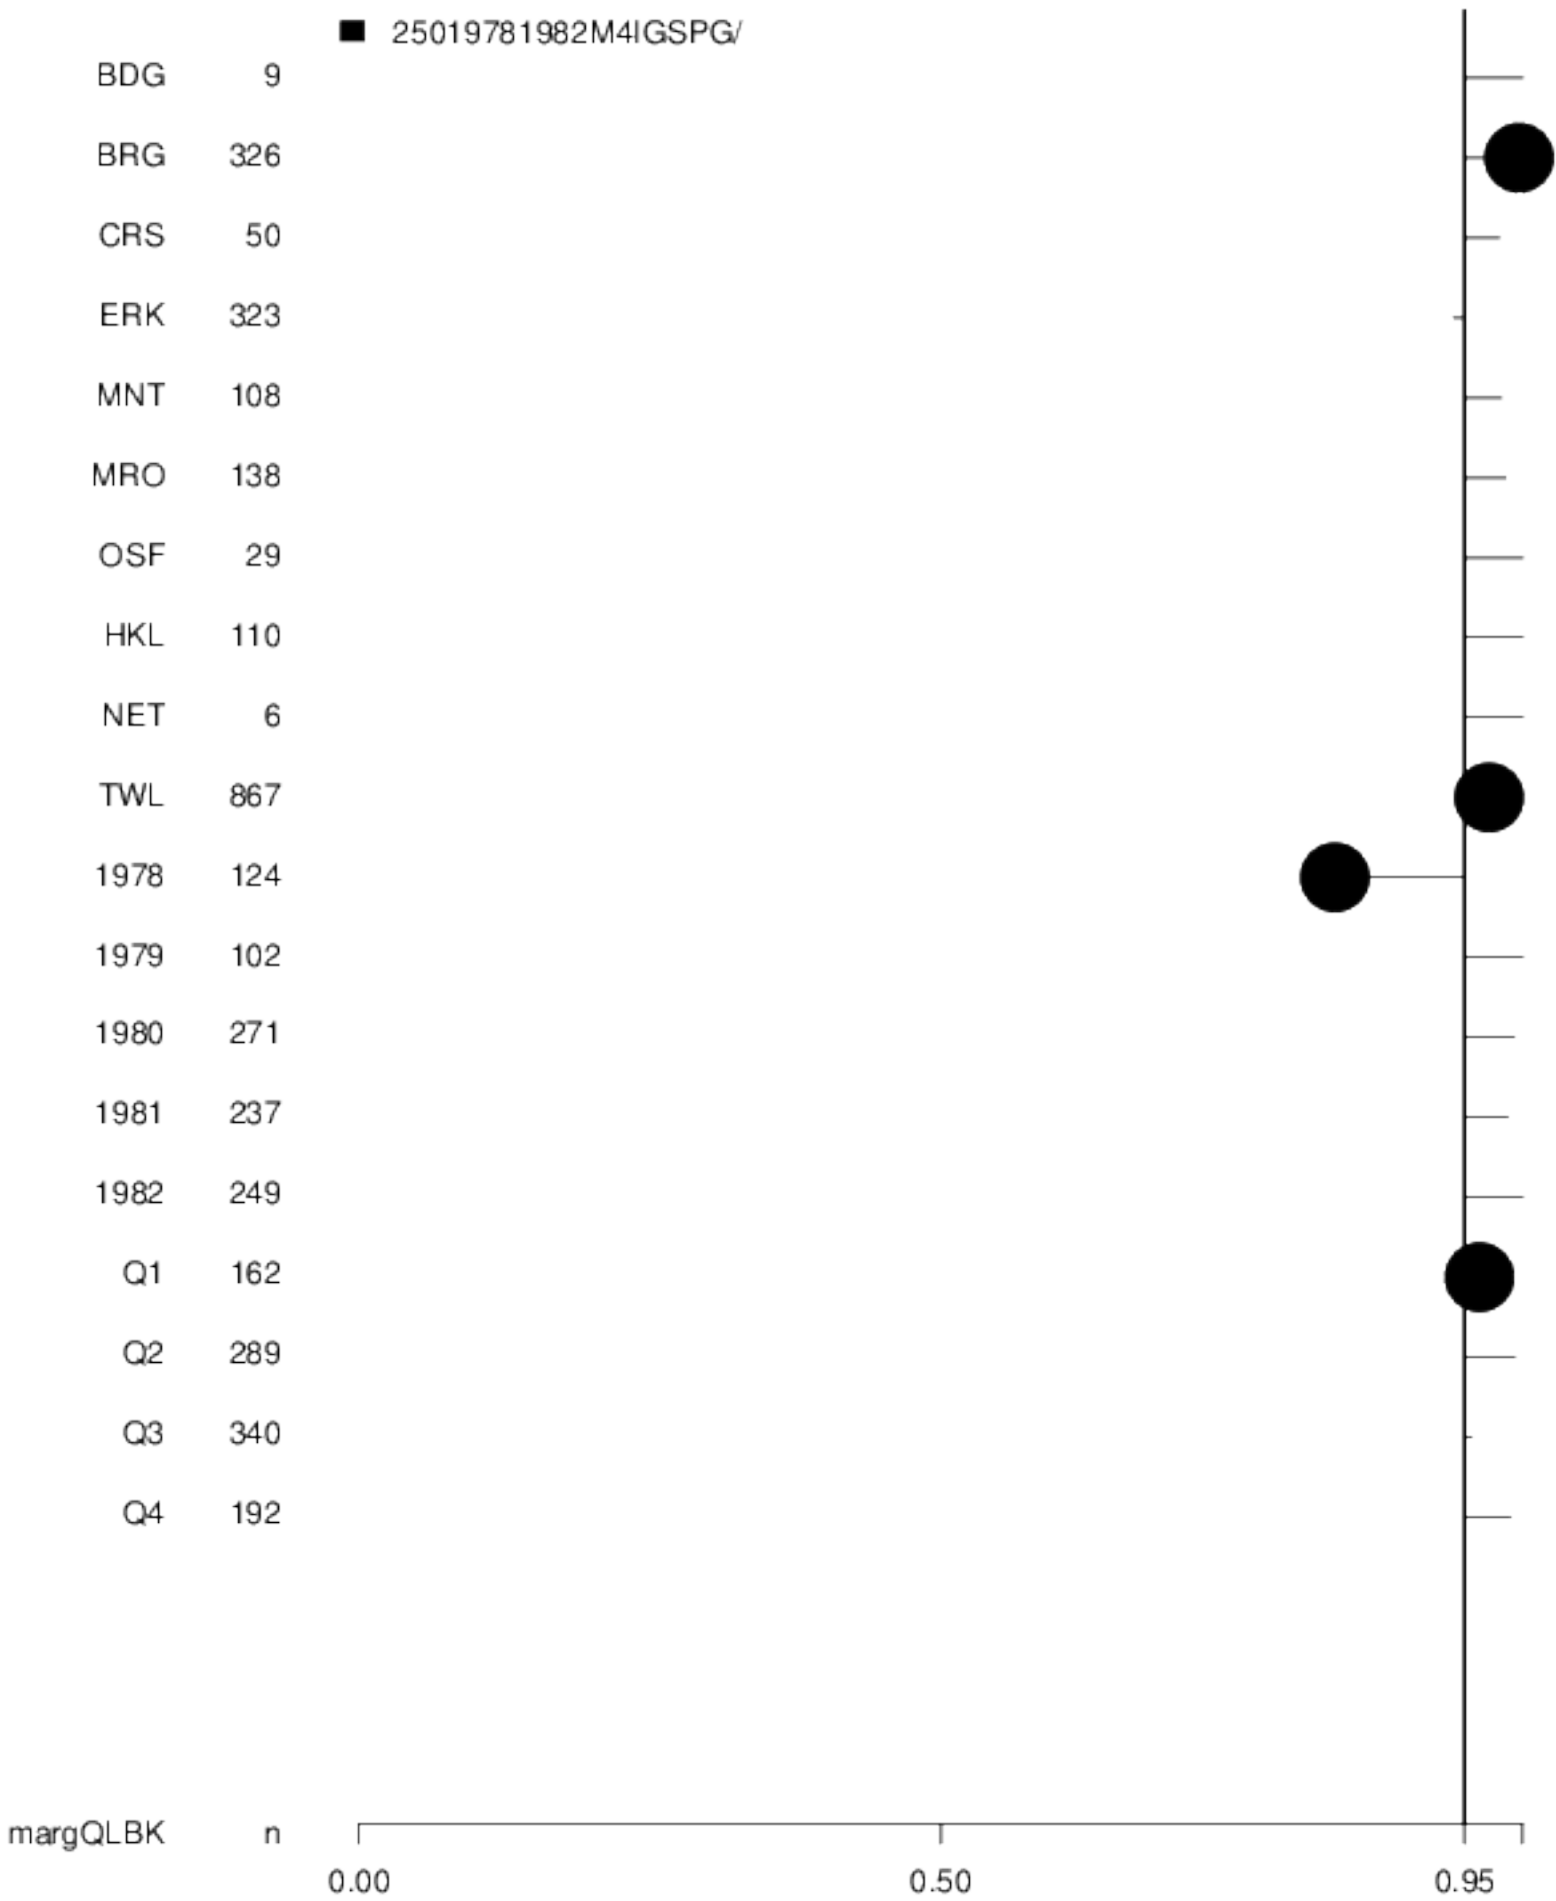 25019781982M4IGSPG/
BDG 9
BRG 326
CRS 50
ERK 323
MNT 108
MRO 138
OSF 29
HKL 110
NET 6
TWL 867
1978 124
1979 102
1980 271
1981 237
1982 249
Q1 162
Q2 289
Q3 340
Q4 192
margQLBK n
0.00 0.50 0.95